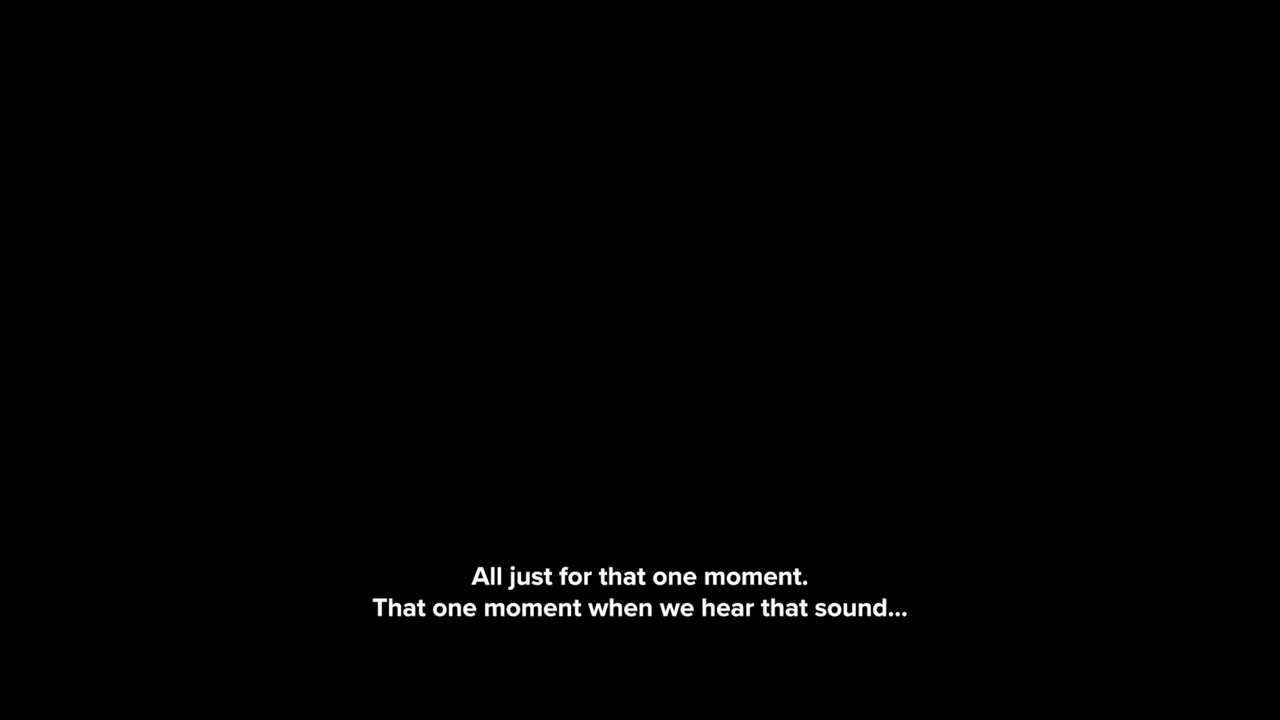 All just for that one moment.
That one moment when we hear that sound...